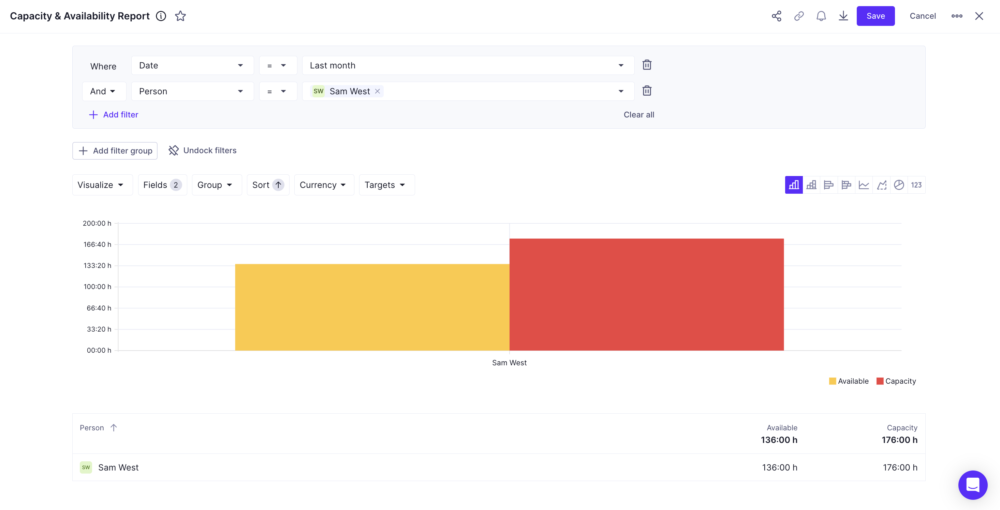 Capacity & Availability Report
Save
Cancel
Where
Date
=
Last month
And
Person
=
SW
Sam West
Add filter
Clear all
Add filter group
Undock filters
Visualize
Fields 2
Group
Sort
Currency
Targets
123
200:00 h
166:40 h
133:20 h
100:00 h
66:40 h
33:20 h
00:00 h
Sam West
Available
Capacity
Person
Available
Capacity
136:00 h
176:00 h
SW
Sam West
136:00 h
176:00 h